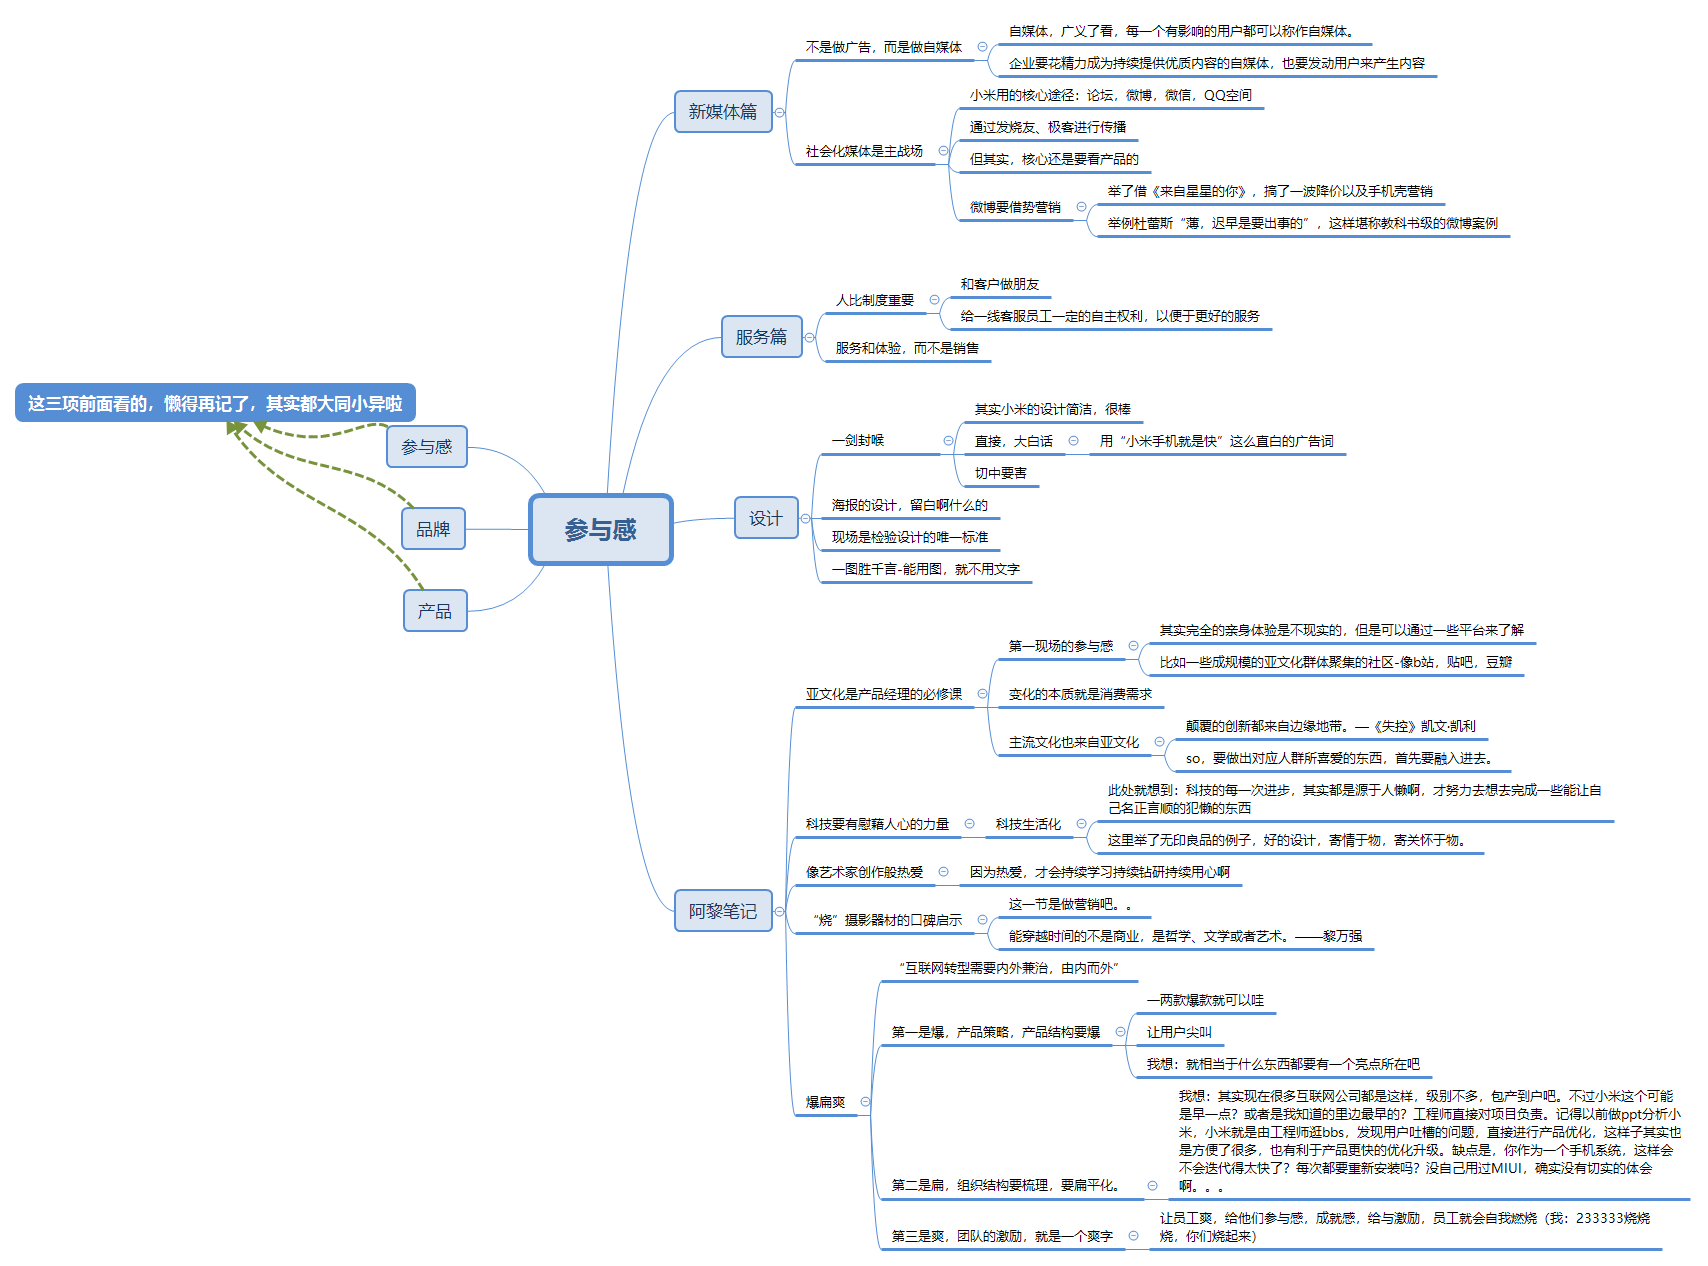 自媒体，广义了看，每一个有影响的用户都可以称作自媒体。
不是做广告，而是做自媒体
企业要花精力成为持续提供优质内容的自媒体，也要发动用户来产生内容
新媒体篇
小米用的核心途径：论坛，微博，微信，QQ空间
通过发烧友、极客进行传播
社会化媒体是主战场
但其实，核心还是要看产品的
举了借《来自星星的你》，搞了一波降价以及手机壳营销
微博要借势营销
举例杜蕾斯“薄，迟早是要出事的”，这样堪称教科书级的微博案例
和客户做朋友
人比制度重要
给一线客服员工一定的自主权利，以便于更好的服务
服务篇
服务和体验，而不是销售
这三项前面看的，懒得再记了，其实都大同小异啦
参与感
品牌
产品
参与感
其实小米的设计简洁，很棒
一剑封喉
直接，大白话
用“小米手机就是快”这么直白的广告词
切中要害
设计
海报的设计，留白啊什么的
现场是检验设计的唯一标准
一图胜千言-能用图，就不用文字
其实完全的亲身体验是不现实的，但是可以通过一些平台来了解
第一现场的参与感
比如一些成规模的亚文化群体聚集的社区-像b站，贴吧，豆瓣
亚文化是产品经理的必修课
变化的本质就是消费需求
颠覆的创新都来自边缘地带。—《失控》凯文·凯利
主流文化也来自亚文化
so，要做出对应人群所喜爱的东西，首先要融入进去。
此处就想到：科技的每一次进步，其实都是源于人懒啊，才努力去想去完成一些能让自
己名正言顺的犯懒的东西
科技要有慰藉人心的力量
科技生活化
这里举了无印良品的例子，好的设计，寄情于物，寄关怀于物。
像艺术家创作般热爱
因为热爱，才会持续学习持续钻研持续用心啊
阿黎笔记
这一节是做营销吧。。
“烧”摄影器材的口碑启示
能穿越时间的不是商业，是哲学、文学或者艺术。——黎万强
“互联网转型需要内外兼治，由内而外”
一两款爆款就可以哇
第一是爆，产品策略，产品结构要爆
让用户尖叫
我想：就相当于什么东西都要有一个亮点所在吧
爆扁爽
我想：其实现在很多互联网公司都是这样，级别不多，包产到户吧。不过小米这个可能
是早一点？或者是我知道的里边最早的？工程师直接对项目负责。记得以前做ppt分析小
米，小米就是由工程师逛bbs，发现用户吐槽的问题，直接进行产品优化，这样子其实也
是方便了很多，也有利于产品更快的优化升级。缺点是，你作为一个手机系统，这样会
不会迭代得太快了？每次都要重新安装吗？没自己用过MIUI，确实没有切实的体会
啊。。。
第二是扁，组织结构要梳理，要扁平化。
让员工爽，给他们参与感，成就感，给与激励，员工就会自我燃烧（我：233333烧烧
烧，你们烧起来）
第三是爽，团队的激励，就是一个爽字